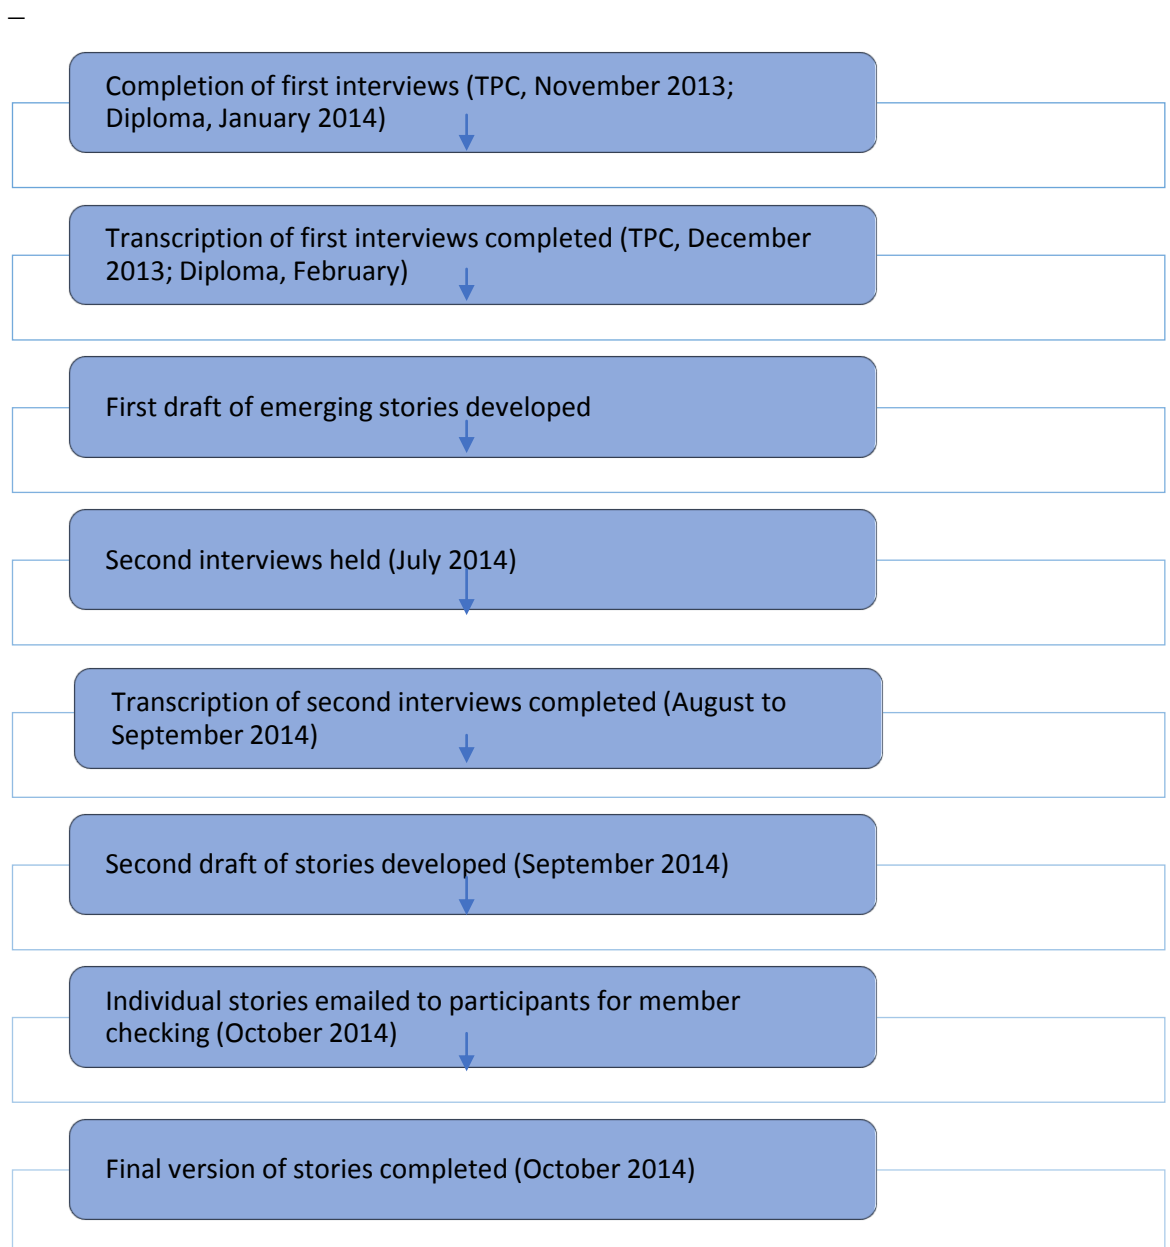 Completion of first interviews (TPC, November 2013;
Diploma, January 2014)
Transcription of first interviews completed (TPC, December
2013; Diploma, February)
First draft of emerging stories developed
Second interviews held (July 2014)
Transcription of second interviews completed (August to
September 2014)
Second draft of stories developed (September 2014)
Individual stories emailed to participants for member
checking (October 2014)
Final version of stories completed (October 2014)